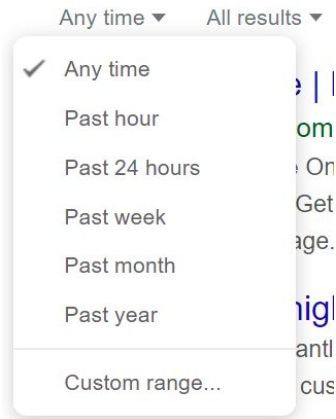 Any time All results
Any time
Past hour
Past 24 hours
Past week
Past month
Past year
Custom range...